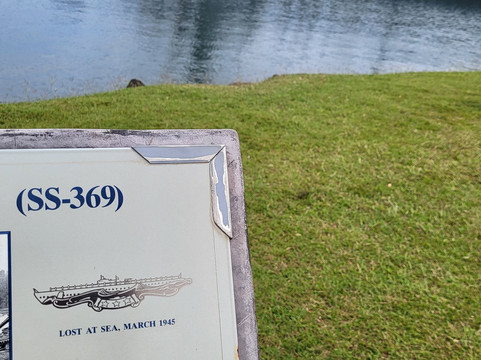 (SS-369)
LOST AT SEA, MARCH 1945